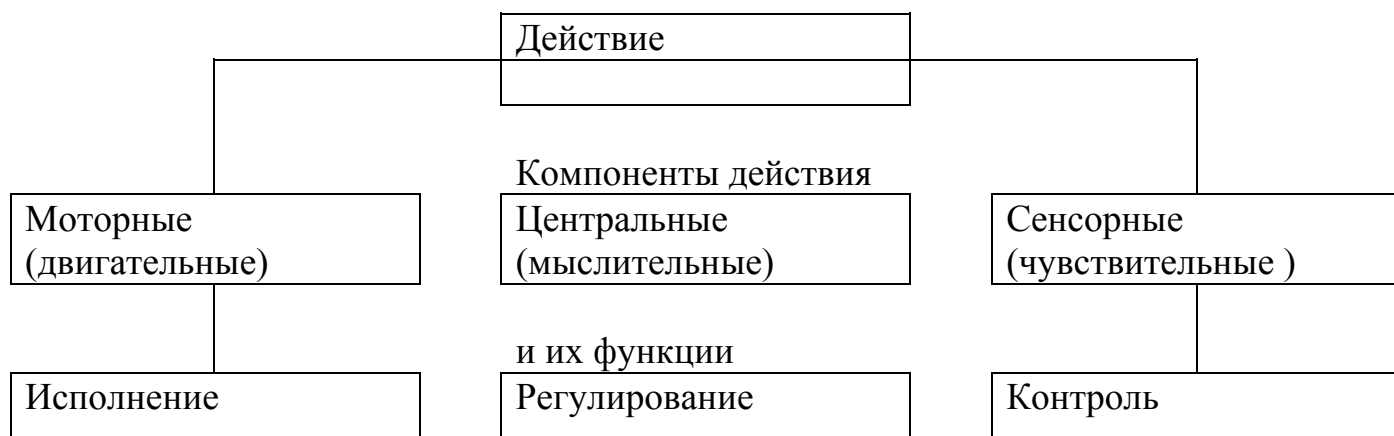 Действие
Компоненты действия
Моторные
(двигательные)
Центральные
(мыслительные)
Сенсорные
(чувствительные )
и их функции
Исполнение
Регулирование
Контроль